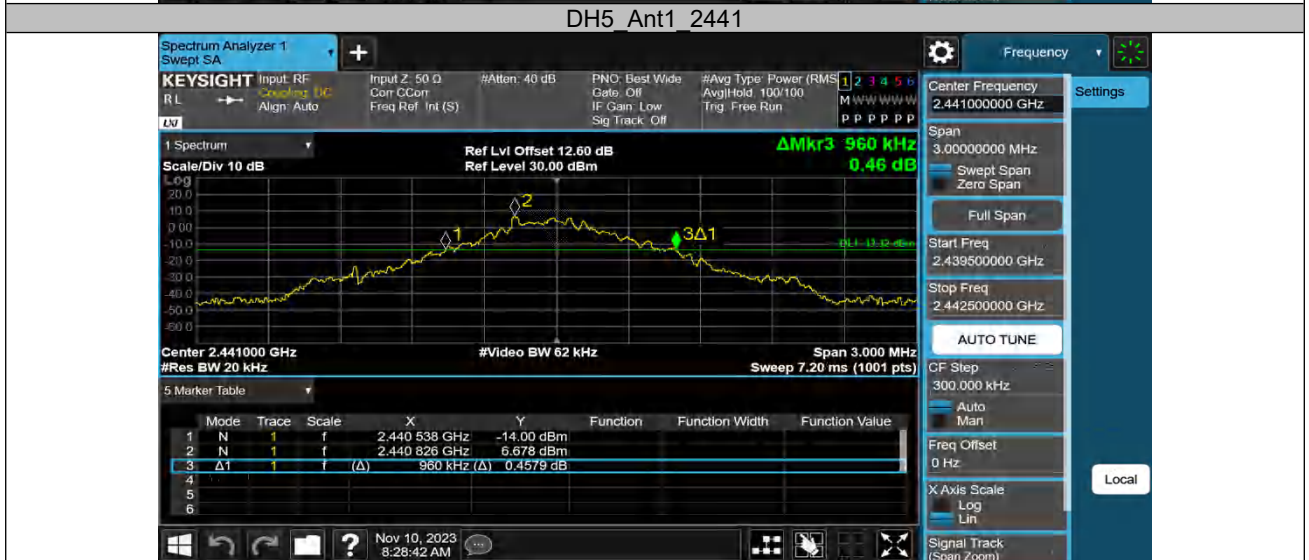 DH5_Ant1_2441
Spectrum Analyzer 1
Swept SA
Frequency
KEYSIGHT
RL
LXI
Input: RF
Coupling: DC
Align: Auto
Input Z: 50 Ω
Corr CCorr
Freq Ref: Int (S)
#Atten: 40 dB
PNO: Best Wide
Gate: Off
IF Gain: Low
Sig Track: Off
#Avg Type: Power (RMS
Avg|Hold: 100/100
Trig: Free Run
1 2 3 4 5 6
M W W W W W
P P P P P P
Center Frequency
2.441000000 GHz
Settings
1 Spectrum
Scale/Div 10 dB
Ref Lvl Offset 12.60 dB
Ref Level 30.00 dBm
ΔMkr3 960 kHz
0.46 dB
Log
20.0
10.0
0.00
-10.0
-20.0
-30.0
-40.0
-50.0
-60.0
1
2
3Δ1
DL1 -13.32 dBm
Center 2.441000 GHz
#Res BW 20 kHz
#Video BW 62 kHz
Span 3.000 MHz
Sweep 7.20 ms (1001 pts)
Span
3.00000000 MHz
Swept Span
Zero Span
Full Span
Start Freq
2.439500000 GHz
Stop Freq
2.442500000 GHz
AUTO TUNE
CF Step
300.000 kHz
Auto
Man
Freq Offset
0 Hz
X Axis Scale
Log
Lin
Signal Track
(Span Zoom)
Local
5 Marker Table
Mode Trace Scale X Y Function Function Width Function Value
1 N 1 f 2.440 538 GHz -14.00 dBm
2 N 1 f 2.440 826 GHz 6.678 dBm
3 Δ1 1 f (Δ) 960 kHz (Δ) 0.4579 dB
4
5
6
Nov 10, 2023
8:28:42 AM